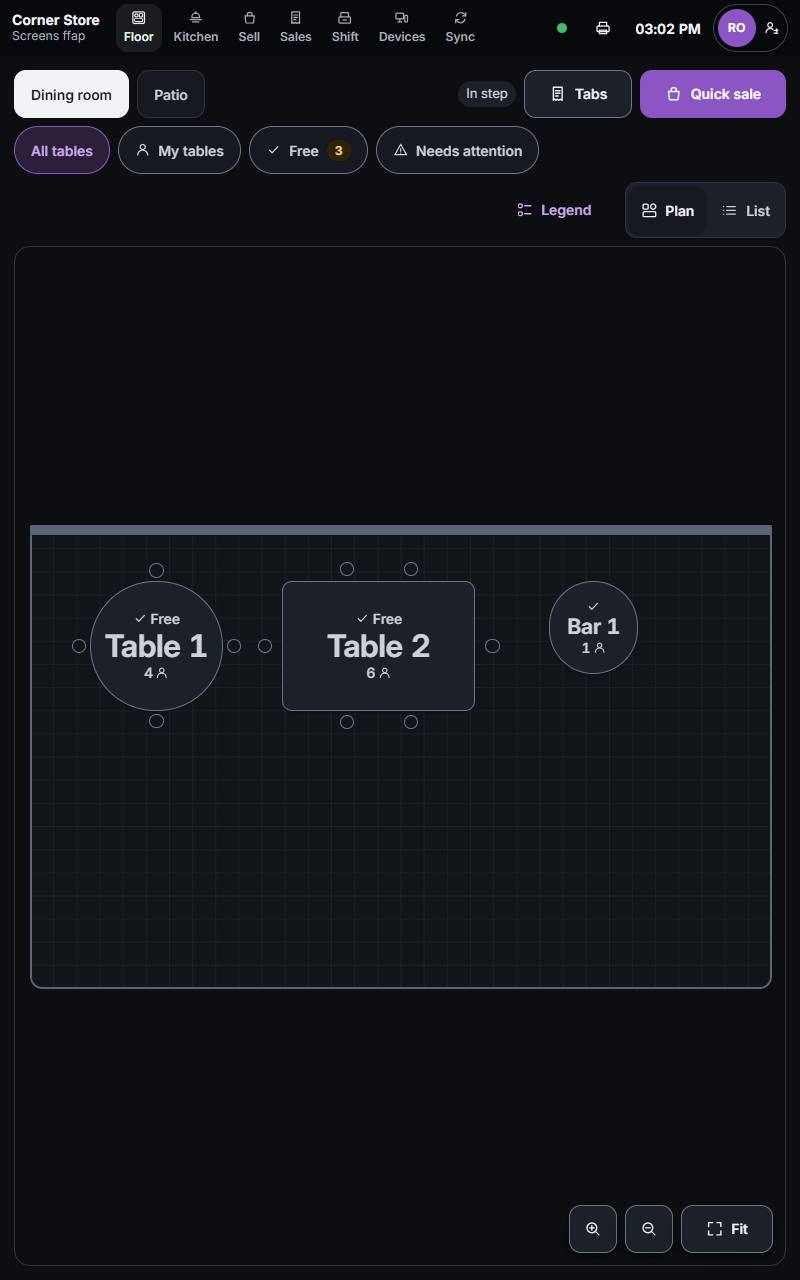 Corner Store
Screens ffap
Floor
Kitchen
Sell
Sales
Shift
Devices
Sync
03:02 PM
RO
Dining room
Patio
In step
Tabs
Quick sale
All tables
My tables
Free 3
Needs attention
Legend
Plan
List
Free
Table 1
4
Free
Table 2
6
Bar 1
1
Fit